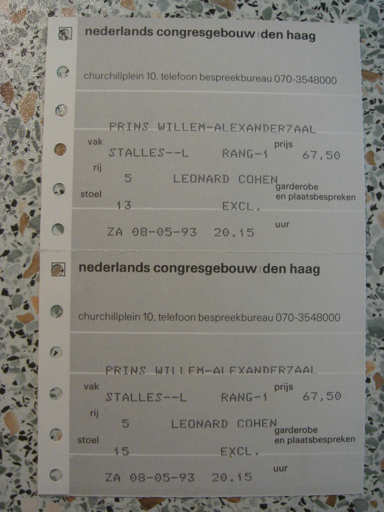 nederlands congresgebouw den haag
churchillplein 10, telefoon bespreekbureau 070-3548000
PRINS WILLEM-ALEXANDERZAAL
vak prijs
STALLES--L RANG-1 67,50
rij
5 LEONARD COHEN
garderobe
stoel en plaatsbespreken
13 EXCL.
uur
ZA 08-05-93 20.15
nederlands congresgebouw den haag
churchillplein 10, telefoon bespreekbureau 070-3548000
PRINS WILLEM-ALEXANDERZAAL
vak prijs
STALLES--L RANG-1 67,50
rij
5 LEONARD COHEN
garderobe
stoel en plaatsbespreken
15 EXCL.
uur
ZA 08-05-93 20.15